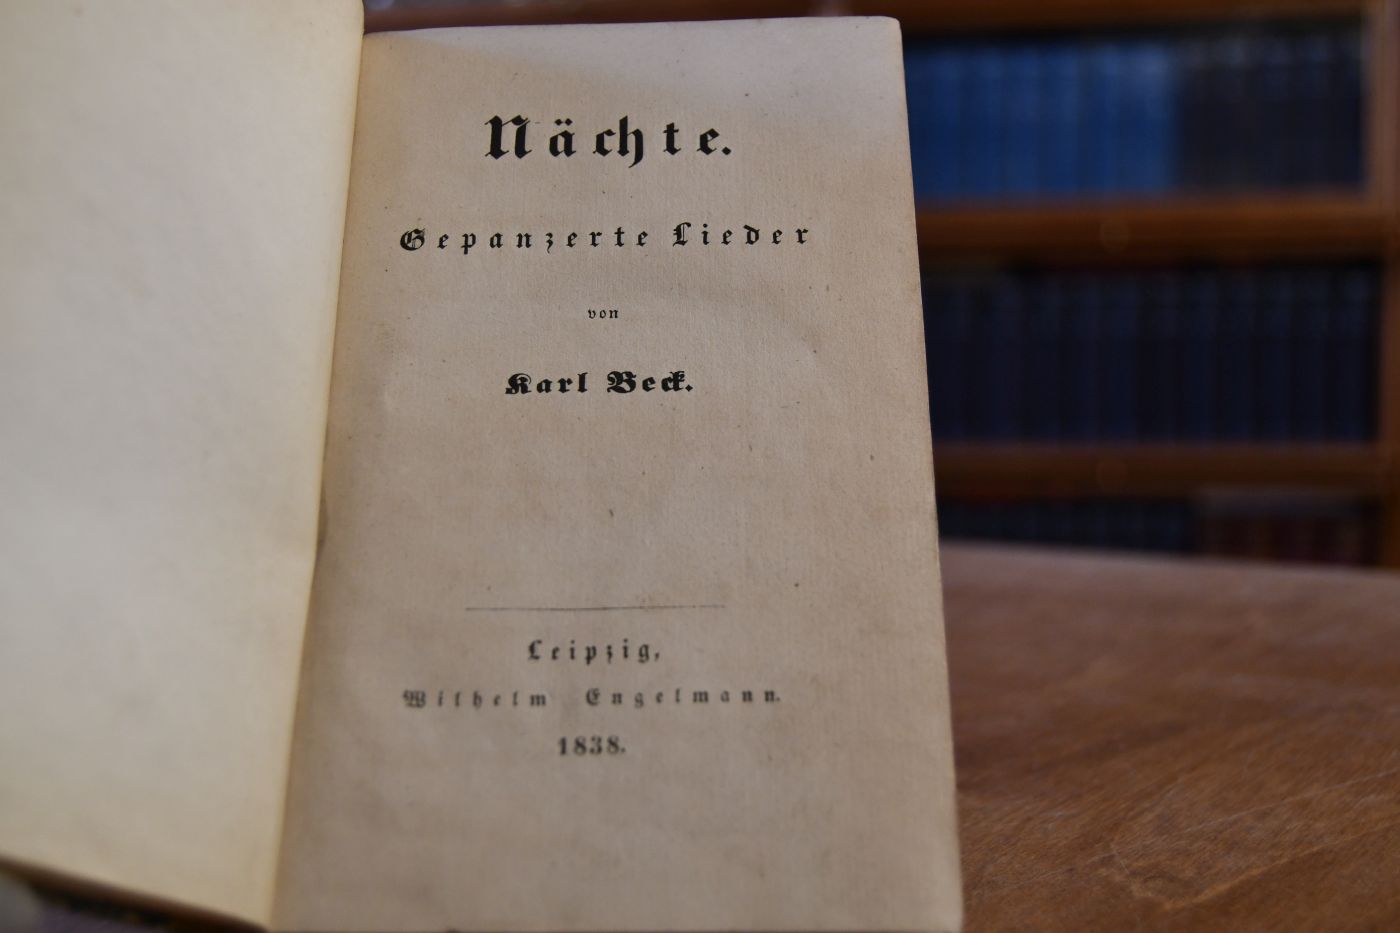 Nächte.
Gepanzerte Lieder
von
Karl Beck.
Leipzig,
Wilhelm Engelmann.
1838.